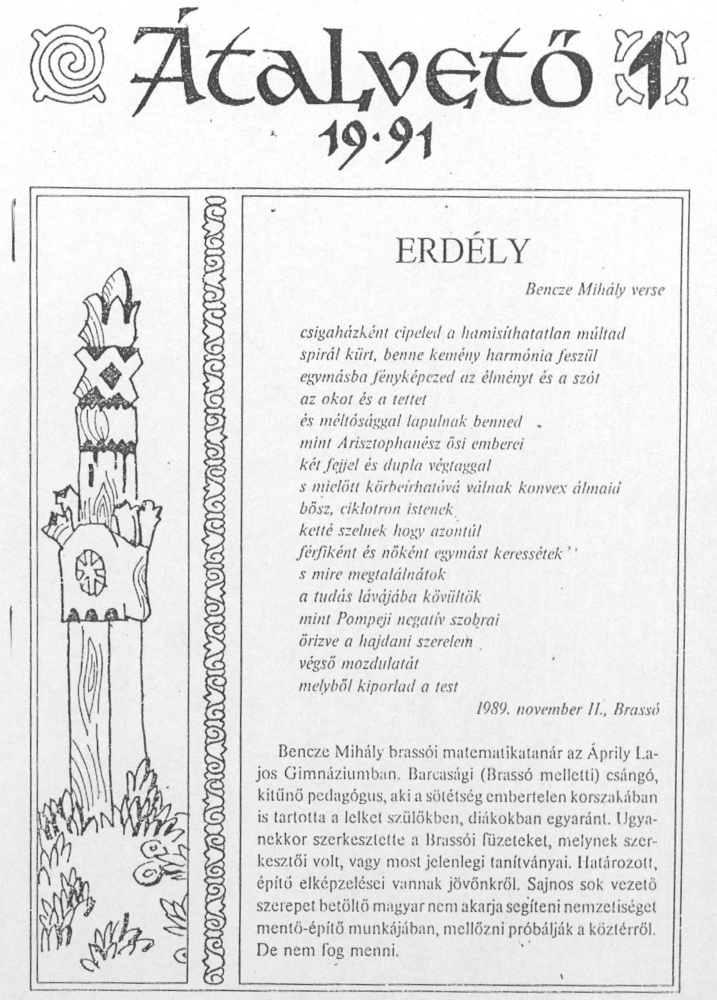 Átalvető 1
19.91
ERDÉLY
Bencze Mihály verse
csigaházként cipeled a hamisíthatatlan múltad
spirál kürt, benne kemény harmónia feszül
egymásba fényképezed az élményt és a szót
az okot és a tettet
és méltósággal lapulnak benned
mint Arisztophanész ősi emberei
két fejjel és dupla végtaggal
s mielőtt körbeírhatóvá válnak konvex álmaid
bősz, ciklotron istenek
ketté szelnek hogy azontúl
férfiként és nőként egymást keressétek
s mire megtalálnátok
a tudás lávájába kövültök
mint Pompeji negatív szobrai
őrizve a hajdani szerelem
végső mozdulatát
melyből kiporlad a test
1989. november 11., Brassó
Bencze Mihály brassói matematikatanár az Áprily La-
jos Gimnáziumban. Barcasági (Brassó melletti) csángó,
kitűnő pedagógus, aki a sötétség embertelen korszakában
is tartotta a lelket szülőkben, diákokban egyaránt. Ugya-
nekkor szerkesztette a Brassói füzeteket, melynek szer-
kesztői volt, vagy most jelenlegi tanítványai. Határozott,
építő elképzelései vannak jövőnkről. Sajnos sok vezető
szerepet betöltő magyar nem akarja segíteni nemzetiséget
mentő-építő munkájában, mellőzni próbálják a köztérről.
De nem fog menni.